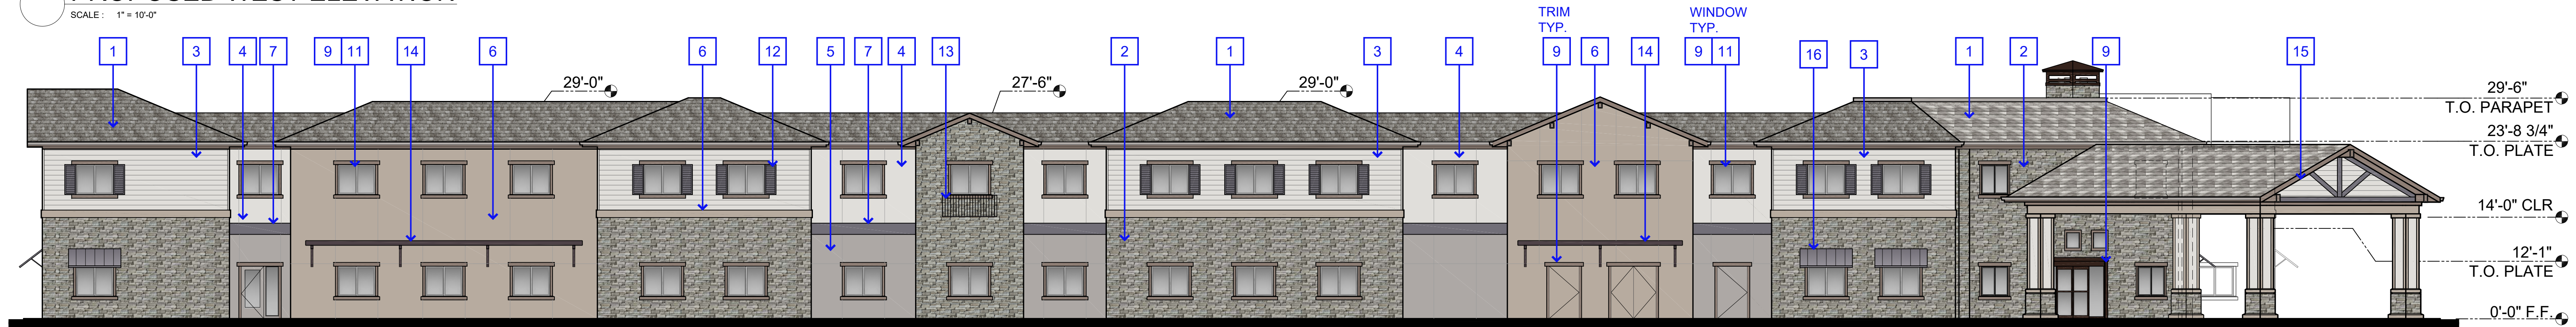 PROPOSED WEST ELEVATION
SCALE : 1" = 10'-0"
TRIM
TYP.
WINDOW
TYP.
1 3 4 7 9 11 14 6 6 12 5 7 4 13 2 1 3 4 9 6 14 9 11 16 3 1 2 9 15
29'-0"
27'-6"
29'-0"
29'-6"
T.O. PARAPET
23'-8 3/4"
T.O. PLATE
14'-0" CLR
12'-1"
T.O. PLATE
0'-0" F.F.